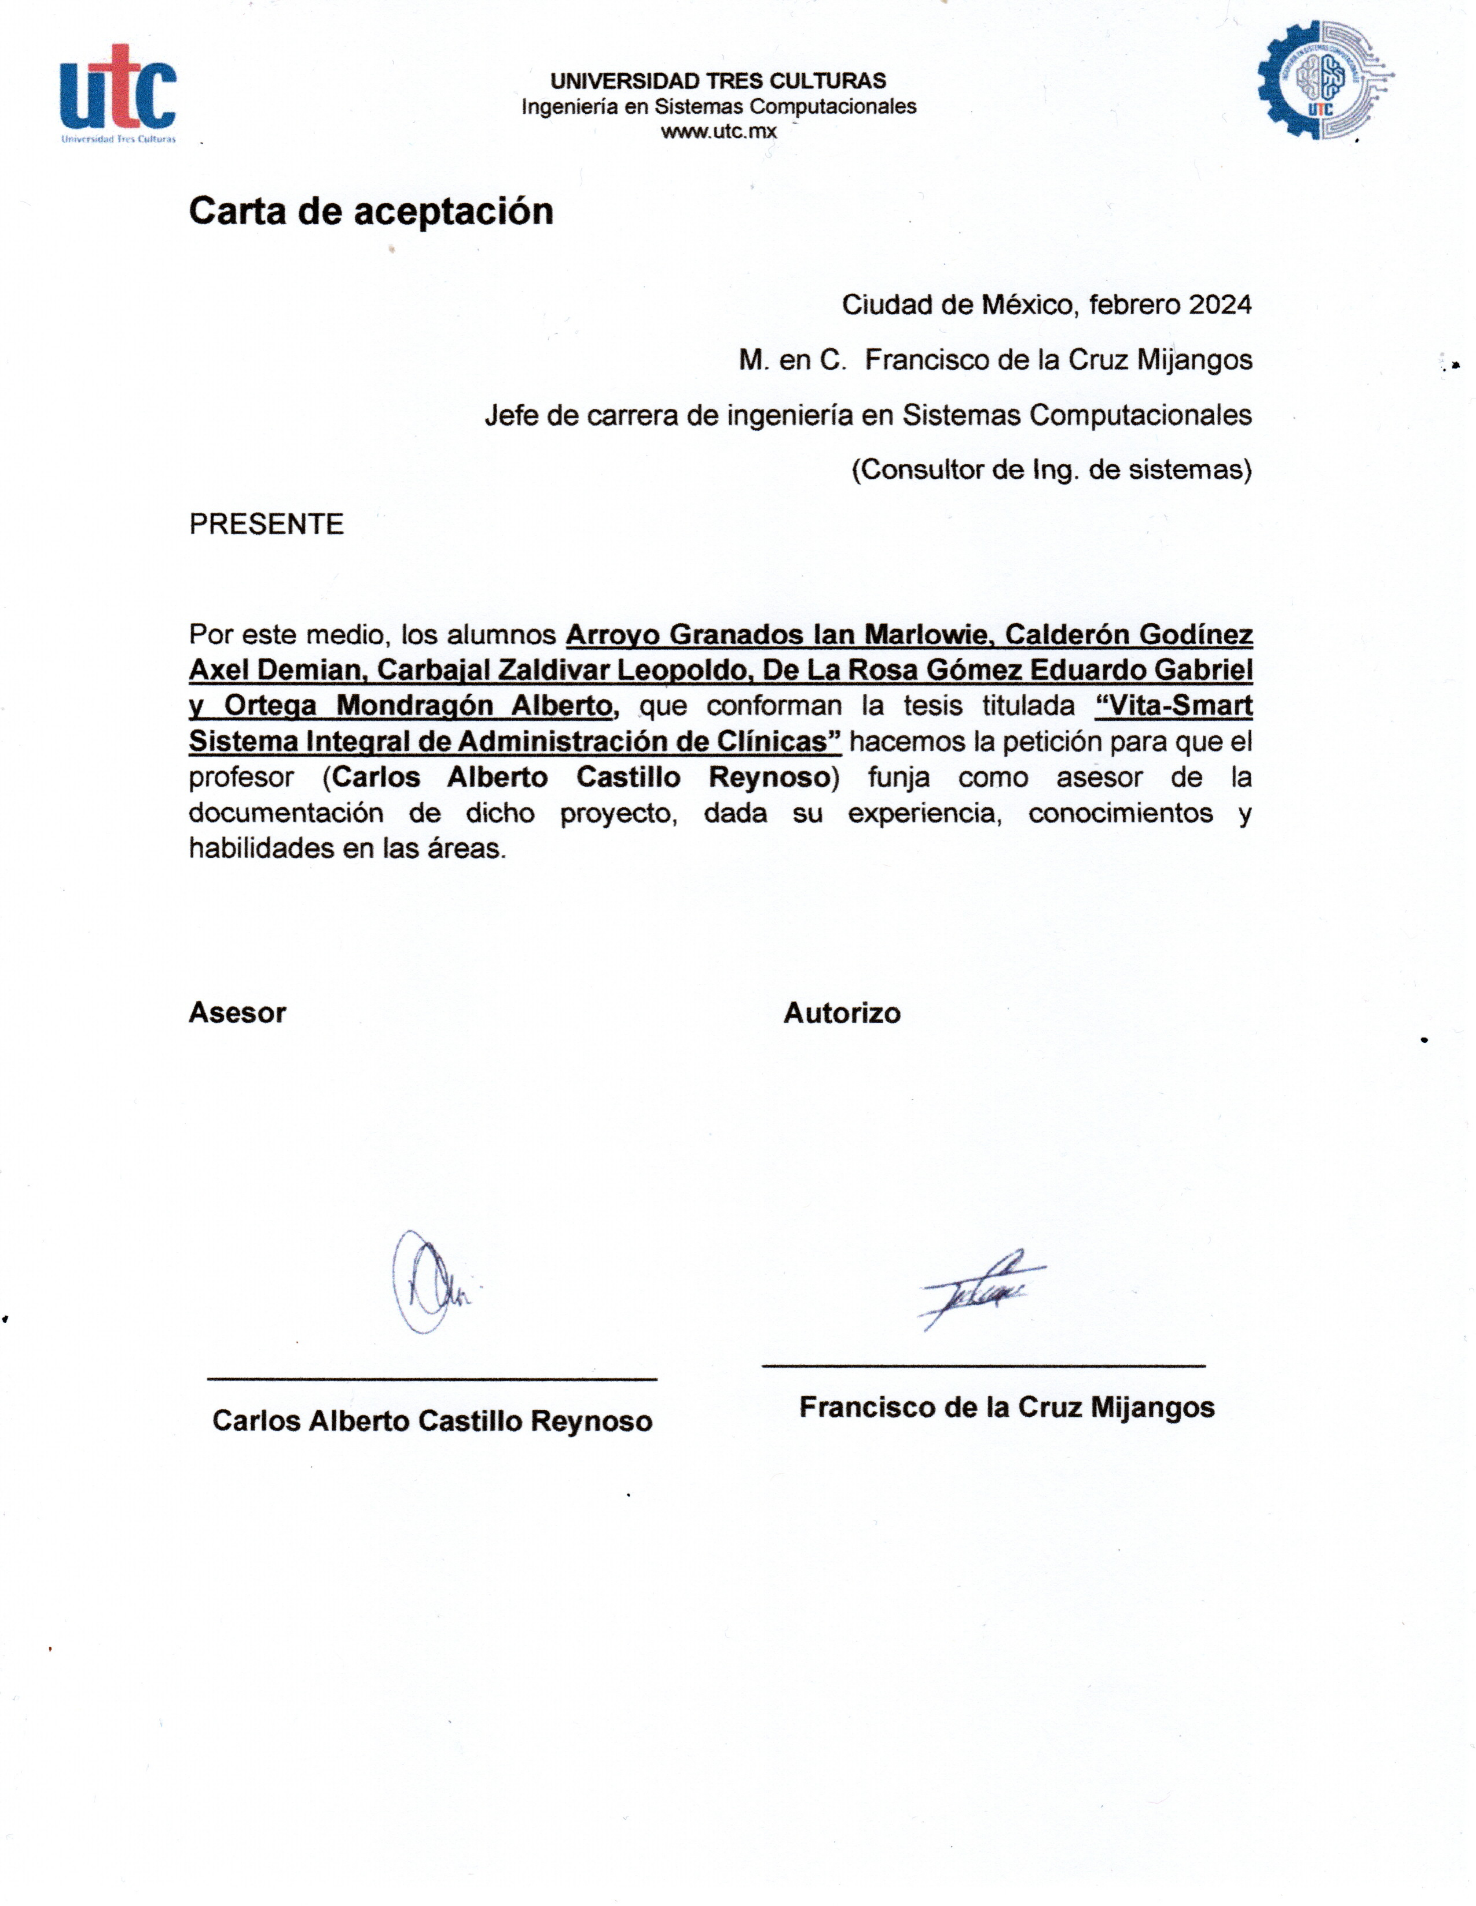 utc
Universidad Tres Culturas
UNIVERSIDAD TRES CULTURAS
Ingeniería en Sistemas Computacionales
www.utc.mx
INGENIERÍA EN SISTEMAS COMPUTACIONALES
UTC
Carta de aceptación
Ciudad de México, febrero 2024
M. en C. Francisco de la Cruz Mijangos
Jefe de carrera de ingeniería en Sistemas Computacionales
(Consultor de Ing. de sistemas)
PRESENTE
Por este medio, los alumnos Arroyo Granados Ian Marlowie, Calderón Godínez
Axel Demian, Carbajal Zaldivar Leopoldo, De La Rosa Gómez Eduardo Gabriel
y Ortega Mondragón Alberto, que conforman la tesis titulada “Vita-Smart
Sistema Integral de Administración de Clínicas” hacemos la petición para que el
profesor (Carlos Alberto Castillo Reynoso) funja como asesor de la
documentación de dicho proyecto, dada su experiencia, conocimientos y
habilidades en las áreas.
Asesor
Autorizo
Carlos Alberto Castillo Reynoso
Francisco de la Cruz Mijangos